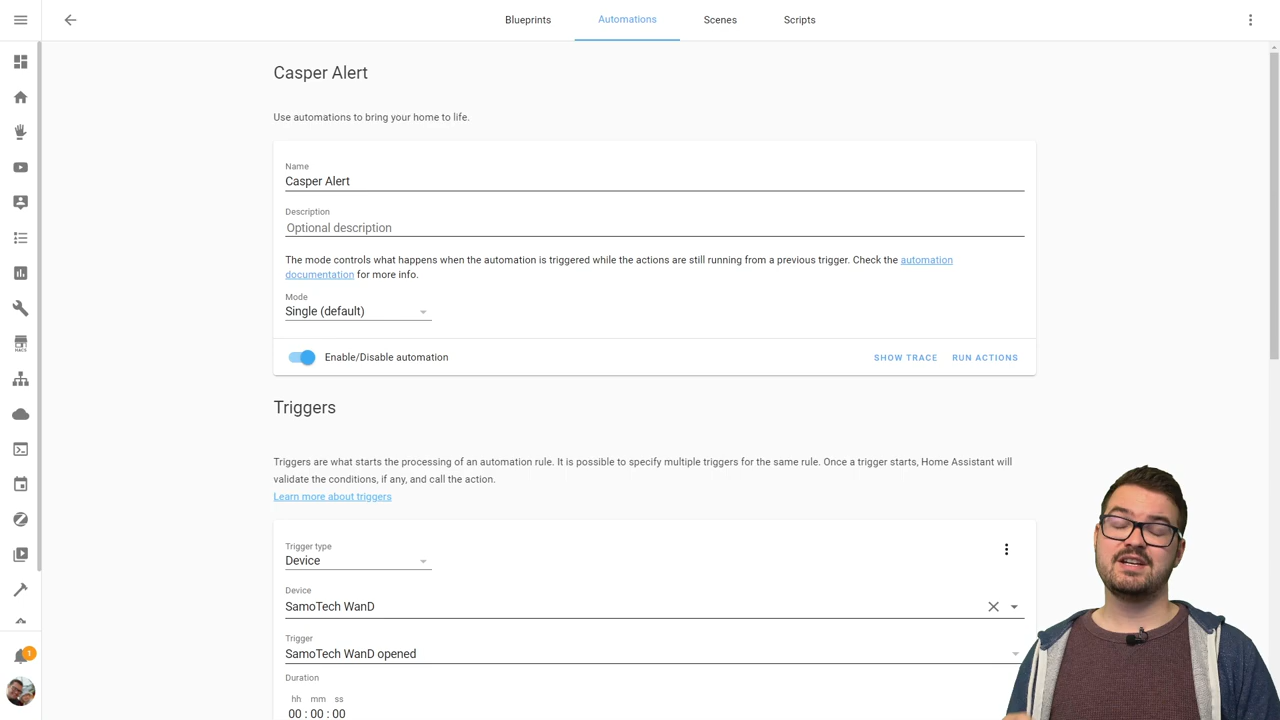 Blueprints
Automations
Scenes
Scripts
Casper Alert
Use automations to bring your home to life.
Name
Casper Alert
Description
Optional description
The mode controls what happens when the automation is triggered while the actions are still running from a previous trigger. Check the automation
documentation for more info.
Mode
Single (default)
Enable/Disable automation
SHOW TRACE
RUN ACTIONS
HACS
Triggers
Triggers are what starts the processing of an automation rule. It is possible to specify multiple triggers for the same rule. Once a trigger starts, Home Assistant will
validate the conditions, if any, and call the action.
Learn more about triggers
Trigger type
Device
Device
SamoTech WanD
Trigger
SamoTech WanD opened
Duration
1
hh mm ss
00 : 00 : 00